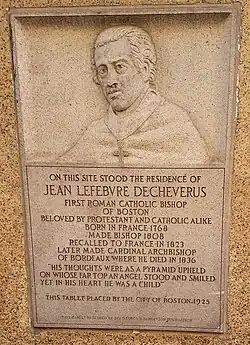 ON THIS SITE STOOD THE RESIDENCE OF
JEAN LEFEBVRE DECHEVERUS
FIRST ROMAN CATHOLIC BISHOP
OF BOSTON
BELOVED BY PROTESTANT AND CATHOLIC ALIKE
BORN IN FRANCE 1768
MADE BISHOP 1808
RECALLED TO FRANCE IN 1823
LATER MADE CARDINAL ARCHBISHOP
OF BORDEAUX WHERE HE DIED IN 1836
"HIS THOUGHTS WERE AS A PYRAMID UPHELD
ON WHOSE FAR TOP AN ANGEL STOOD AND SMILED
YET IN HIS HEART HE WAS A CHILD"
THIS TABLET PLACED BY THE CITY OF BOSTON, 1925